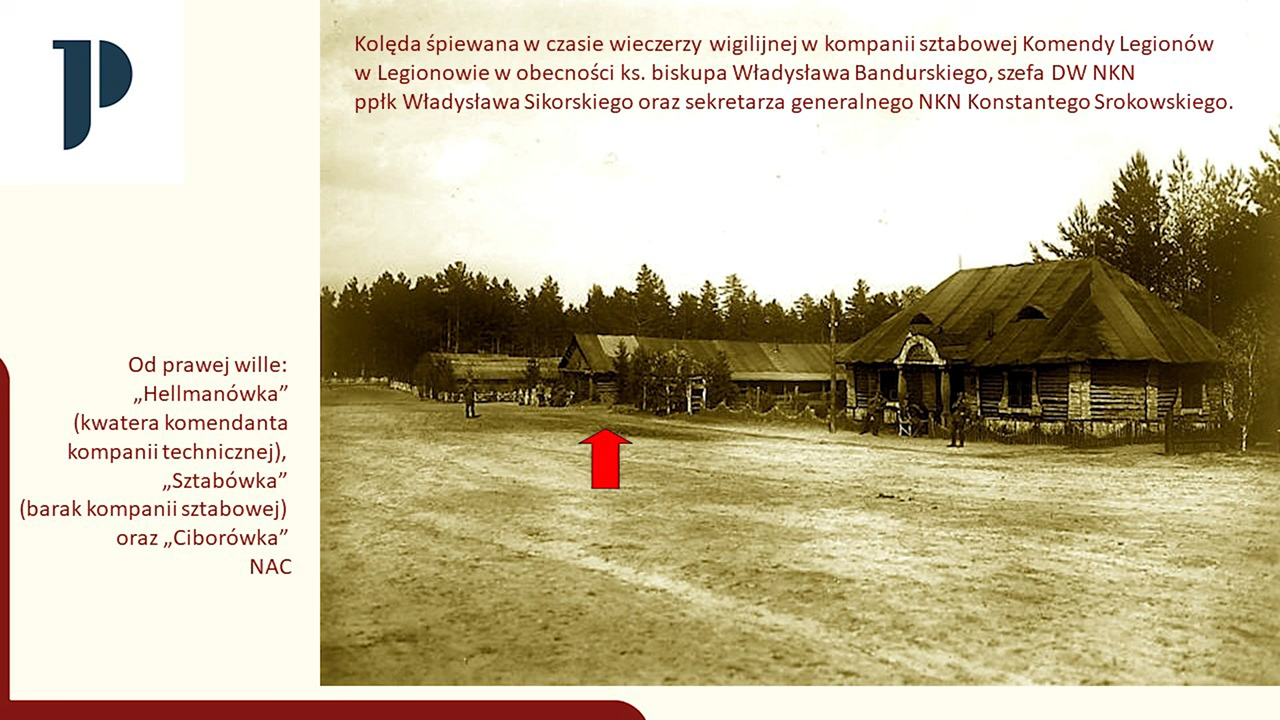 Kolęda śpiewana w czasie wieczerzy wigilijnej w kompanii sztabowej Komendy Legionów
w Legionowie w obecności ks. biskupa Władysława Bandurskiego, szefa DW NKN
ppłk Władysława Sikorskiego oraz sekretarza generalnego NKN Konstantego Srokowskiego.
Od prawej wille:
„Hellmanówka”
(kwatera komendanta
kompanii technicznej),
„Sztabówka”
(barak kompanii sztabowej)
oraz „Ciborówka”
NAC